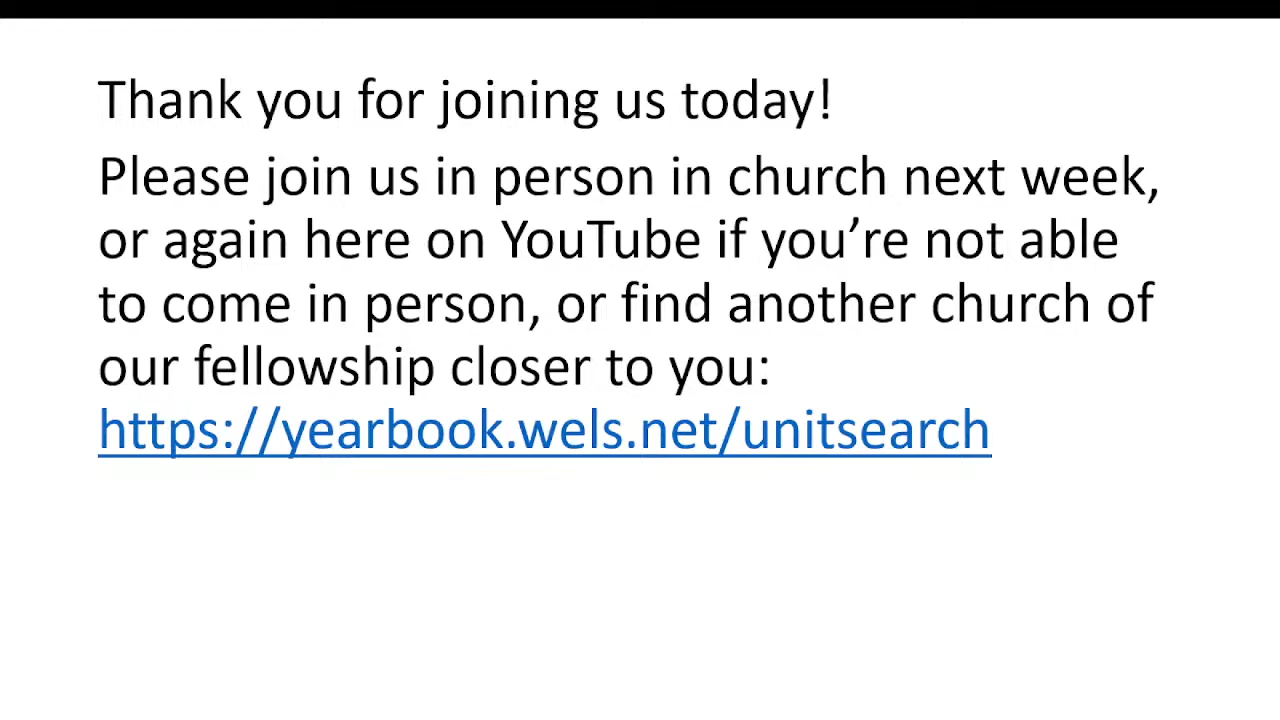 Thank you for joining us today!
Please join us in person in church next week,
or again here on YouTube if you’re not able
to come in person, or find another church of
our fellowship closer to you:
https://yearbook.wels.net/unitsearch